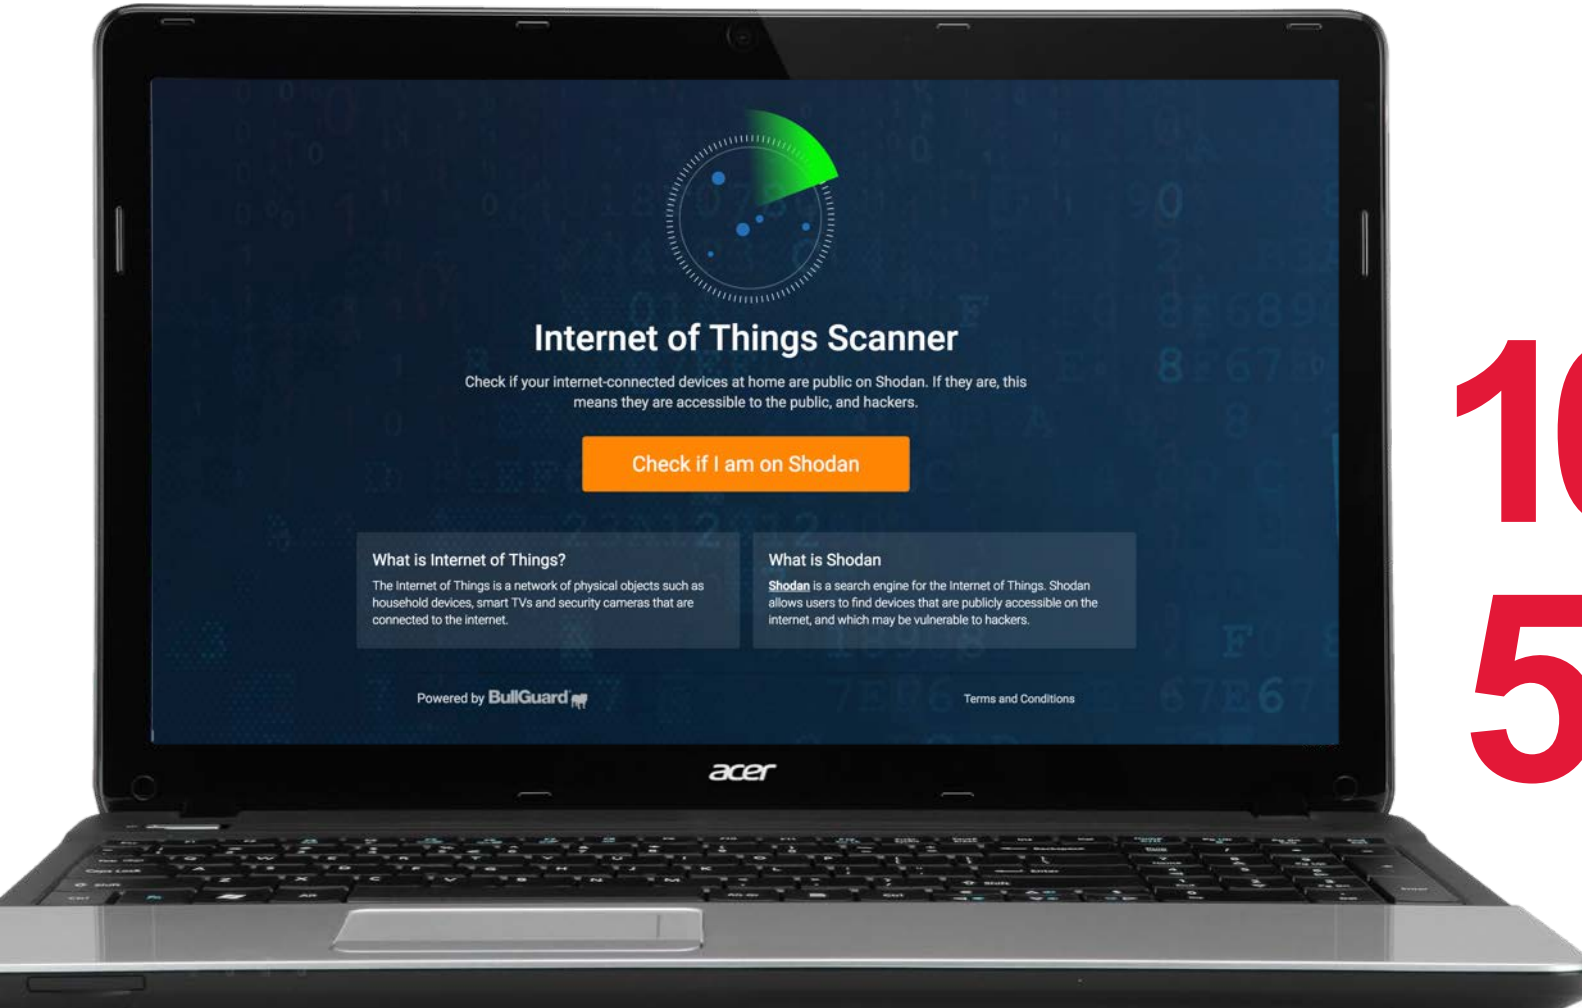 Internet of Things Scanner
Check if your internet-connected devices at home are public on Shodan. If they are, this
means they are accessible to the public, and hackers.
Check if I am on Shodan
What is Internet of Things?
The Internet of Things is a network of physical objects such as
household devices, smart TVs and security cameras that are
connected to the internet.
What is Shodan
Shodan is a search engine for the Internet of Things. Shodan
allows users to find devices that are publicly accessible on the
internet, and which may be vulnerable to hackers.
Powered by BullGuard
Terms and Conditions
acer
10
5